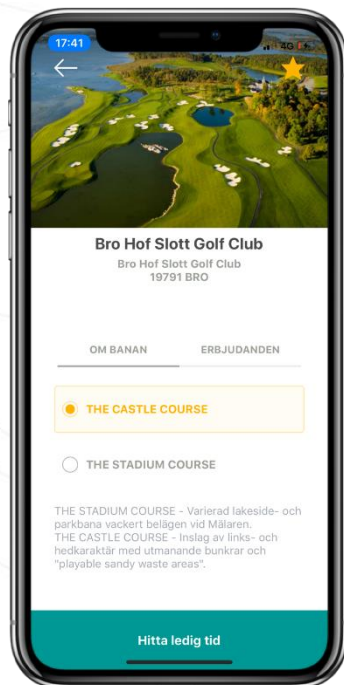 17:41
4G
Bro Hof Slott Golf Club
Bro Hof Slott Golf Club
19791 BRO
OM BANAN
ERBJUDANDEN
THE CASTLE COURSE
THE STADIUM COURSE
THE STADIUM COURSE - Varierad lakeside- och
parkbana vackert belägen vid Mälaren.
THE CASTLE COURSE - Inslag av links- och
hedkaraktär med utmanande bunkrar och
"playable sandy waste areas".
Hitta ledig tid